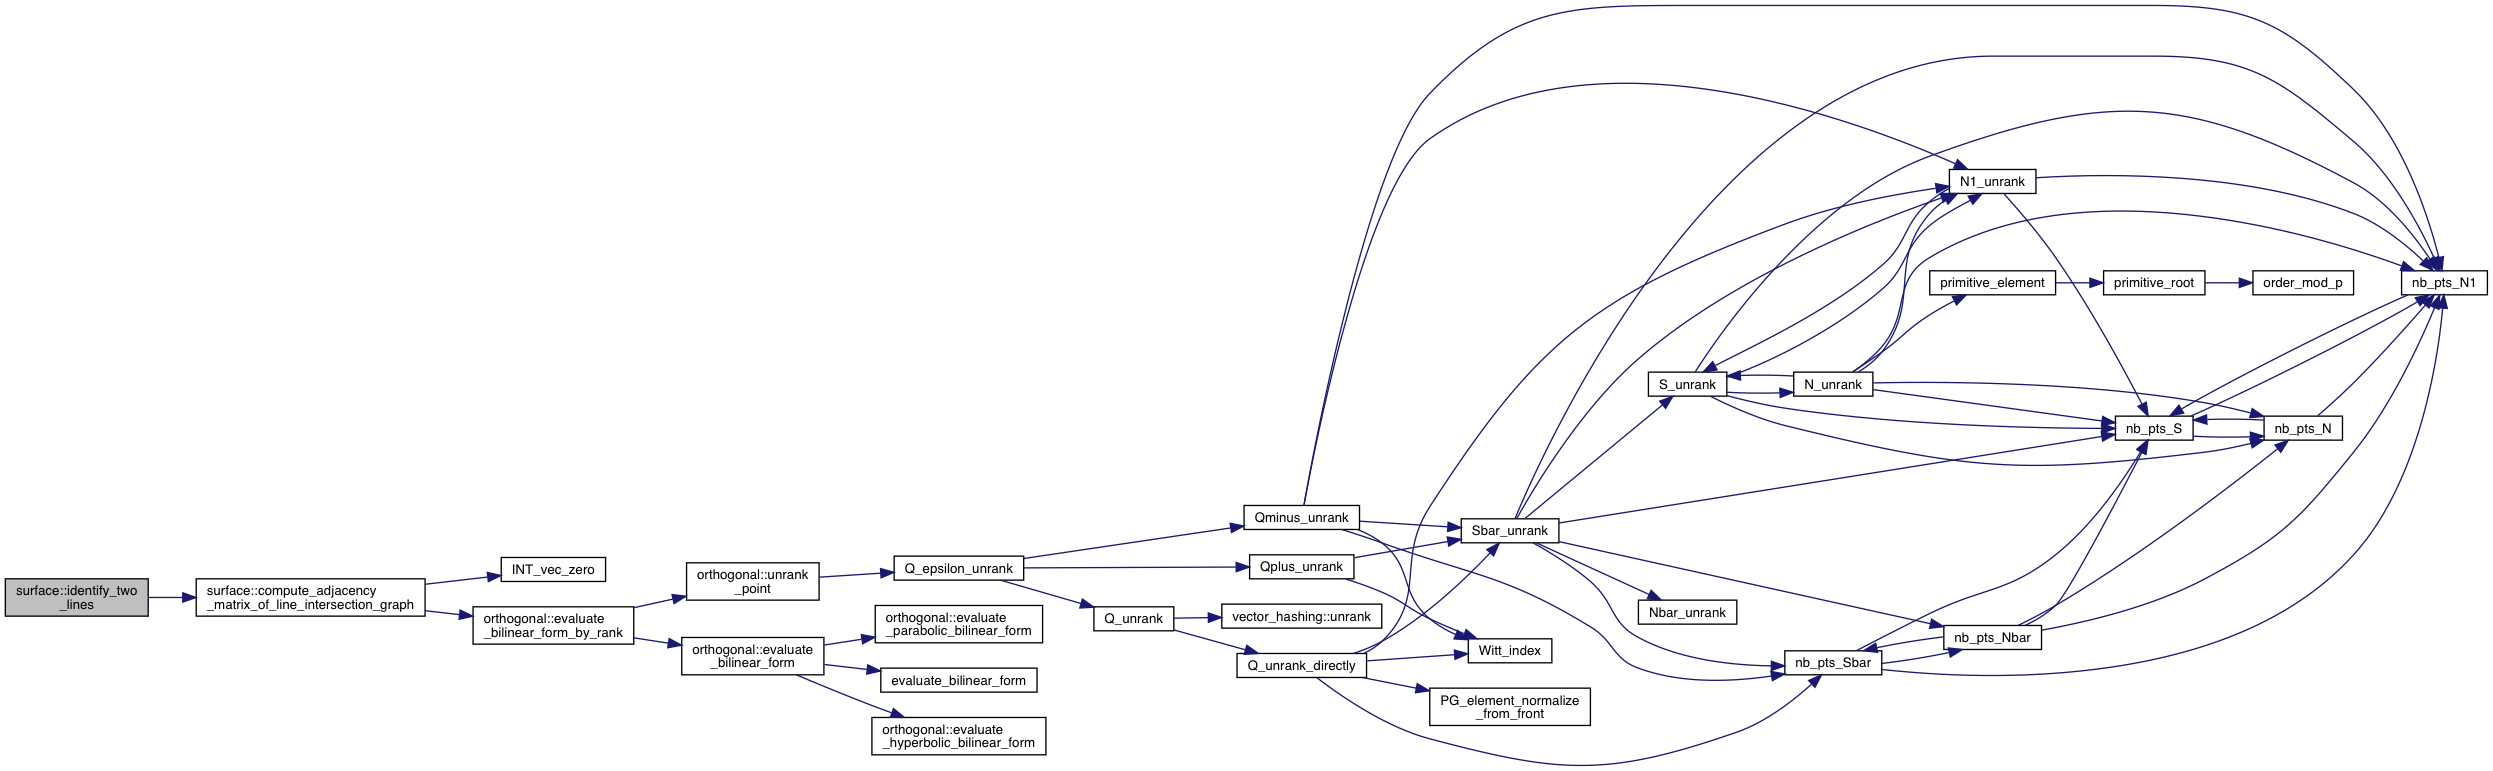 surface::identify_two
_lines
surface::compute_adjacency
_matrix_of_line_intersection_graph
INT_vec_zero
orthogonal::evaluate
_bilinear_form_by_rank
orthogonal::unrank
_point
orthogonal::evaluate
_bilinear_form
Q_epsilon_unrank
orthogonal::evaluate
_parabolic_bilinear_form
evaluate_bilinear_form
orthogonal::evaluate
_hyperbolic_bilinear_form
Q_unrank
Qminus_unrank
Qplus_unrank
vector_hashing::unrank
Q_unrank_directly
Sbar_unrank
Witt_index
PG_element_normalize
_from_front
S_unrank
Nbar_unrank
N_unrank
nb_pts_Sbar
N1_unrank
primitive_element
nb_pts_Nbar
primitive_root
nb_pts_S
order_mod_p
nb_pts_N
nb_pts_N1